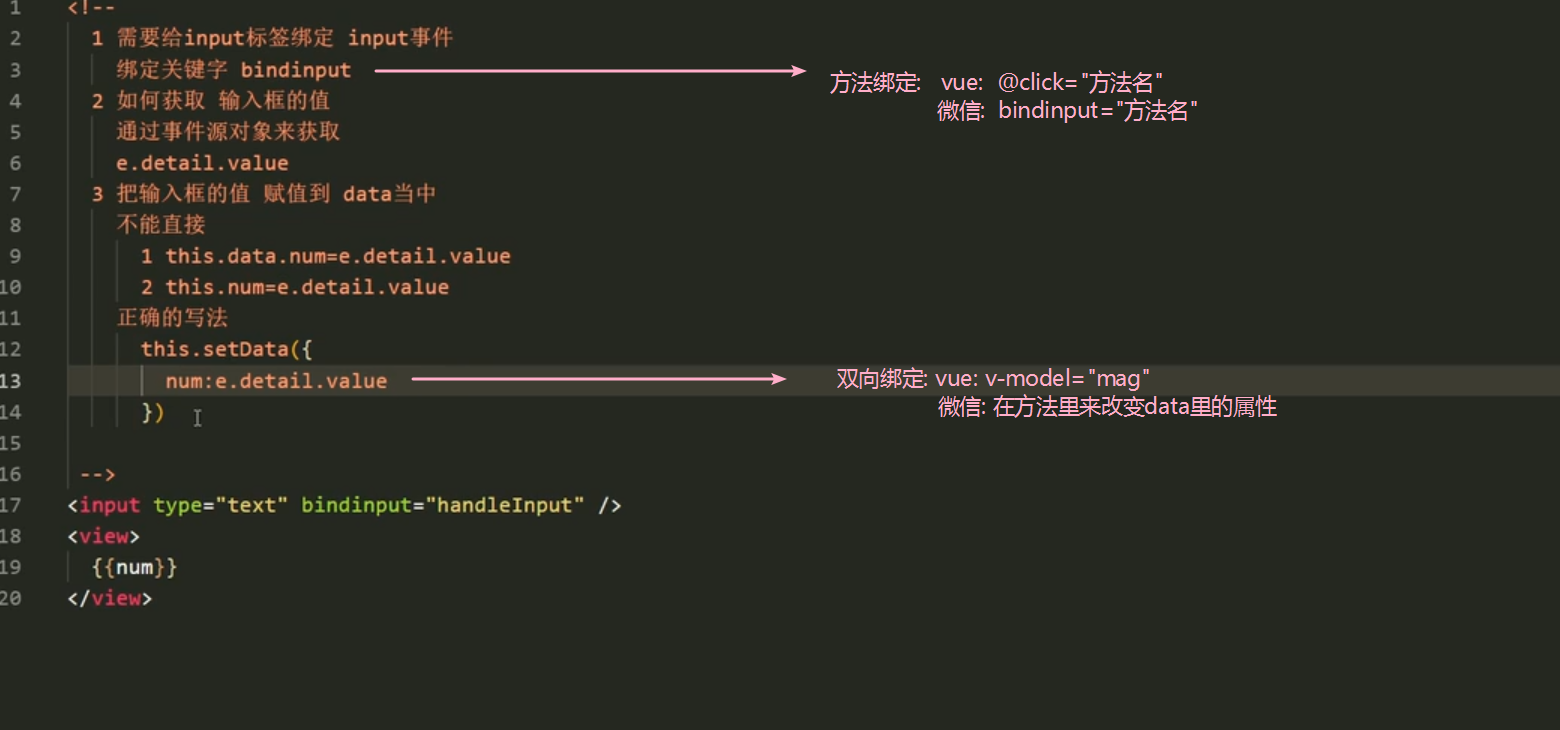 1 <!--
2 1 需要给input标签绑定 input事件
3 绑定关键字 bindinput
方法绑定: vue: @click="方法名"
4 2 如何获取 输入框的值
微信: bindinput="方法名"
5 通过事件源对象来获取
6 e.detail.value
7 3 把输入框的值 赋值到 data当中
8 不能直接
9 1 this.data.num=e.detail.value
10 2 this.num=e.detail.value
11 正确的写法
12 this.setData({
13 num:e.detail.value
双向绑定: vue: v-model="mag"
14 })
微信: 在方法里来改变data里的属性
15
16 -->
17 <input type="text" bindinput="handleInput" />
18 <view>
19 {{num}}
20 </view>